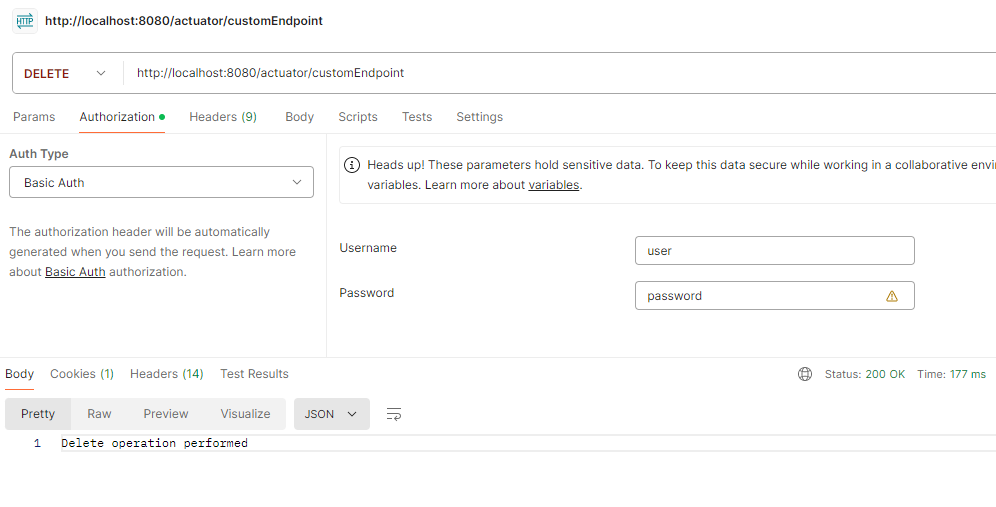 HTTP http://localhost:8080/actuator/customEndpoint
DELETE http://localhost:8080/actuator/customEndpoint
Params Authorization Headers (9) Body Scripts Tests Settings
Auth Type
Basic Auth
The authorization header will be automatically
generated when you send the request. Learn more
about Basic Auth authorization.
Heads up! These parameters hold sensitive data. To keep this data secure while working in a collaborative envi
variables. Learn more about variables.
Username user
Password password
Body Cookies (1) Headers (14) Test Results Status: 200 OK Time: 177 ms
Pretty Raw Preview Visualize JSON
1 Delete operation performed